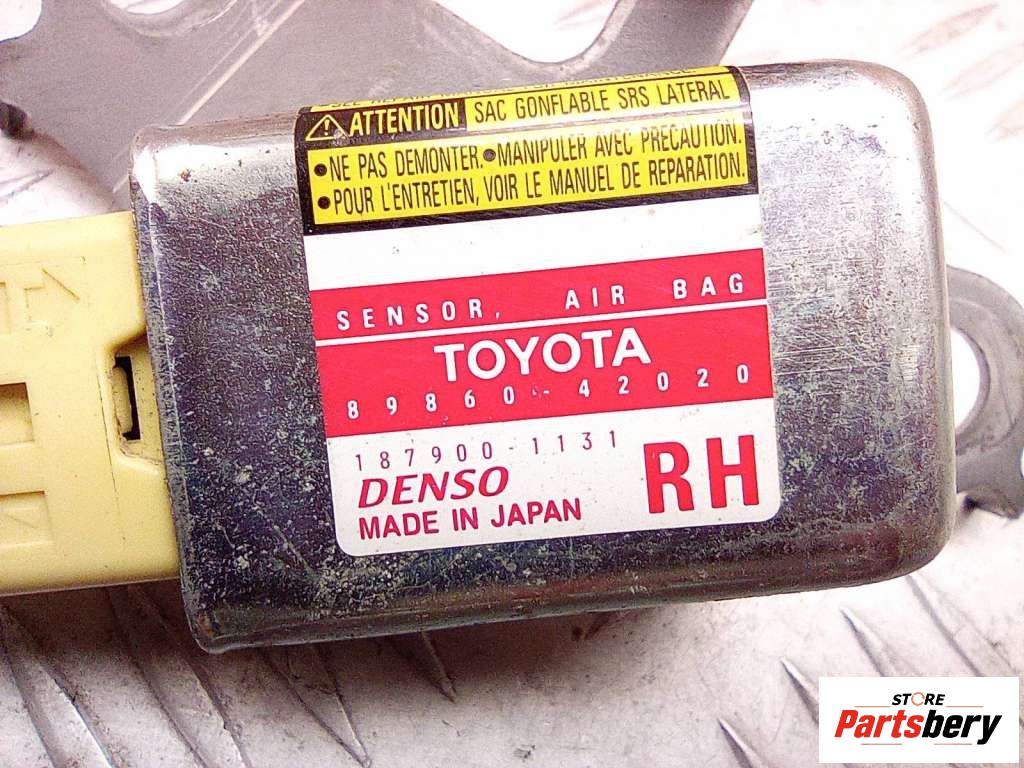 ATTENTION SAC GONFLABLE SRS LATERAL
•NE PAS DEMONTER.•MANIPULER AVEC PRECAUTION.
•POUR L'ENTRETIEN, VOIR LE MANUEL DE REPARATION.
SENSOR, AIR BAG
TOYOTA
89860-42020
187900-1131
DENSO
MADE IN JAPAN
RH
STORE
Partsbery